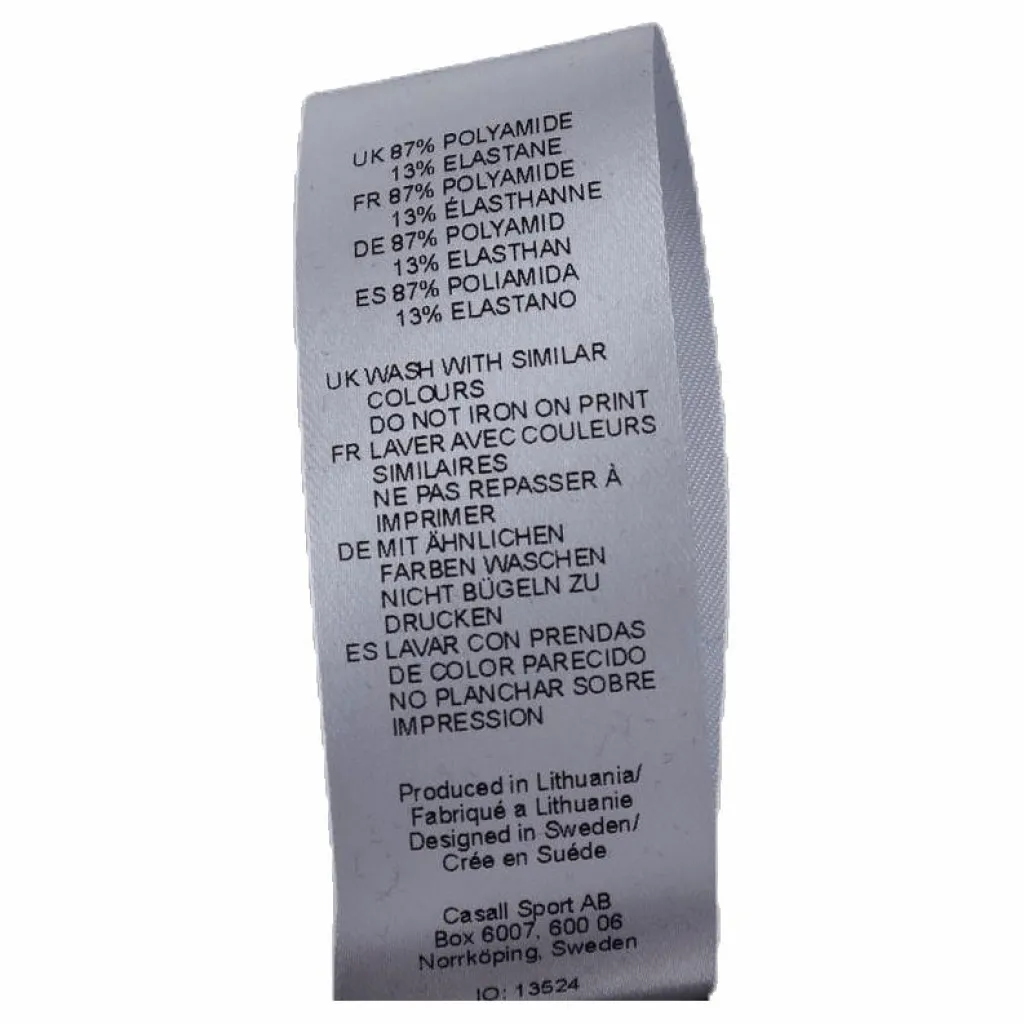 UK 87% POLYAMIDE
13% ELASTANE
FR 87% POLYAMIDE
13% ÉLASTHANNE
DE 87% POLYAMID
13% ELASTHAN
ES 87% POLIAMIDA
13% ELASTANO
UK WASH WITH SIMILAR
COLOURS
DO NOT IRON ON PRINT
FR LAVER AVEC COULEURS
SIMILAIRES
NE PAS REPASSER À
IMPRIMER
DE MIT ÄHNLICHEN
FARBEN WASCHEN
NICHT BÜGELN ZU
DRUCKEN
ES LAVAR CON PRENDAS
DE COLOR PARECIDO
NO PLANCHAR SOBRE
IMPRESSION
Produced in Lithuania/
Fabriqué a Lithuanie
Designed in Sweden/
Crée en Suéde
Casall Sport AB
Box 6007, 600 06
Norrköping, Sweden
IO: 13524